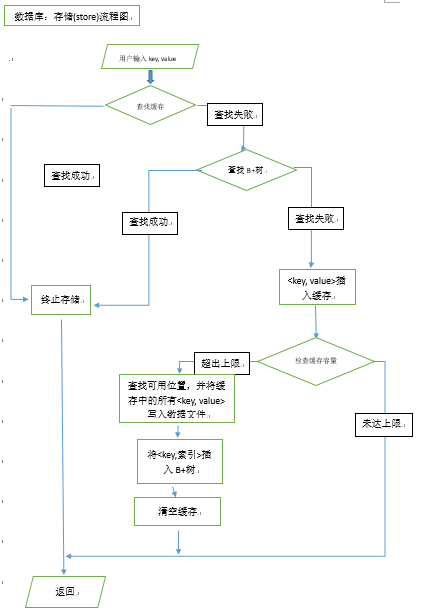 数据库：存储(store)流程图
用户输入 key, value
查找缓存
查找失败
查找 B+树
查找成功
查找成功
查找失败
<key, value>插
入缓存
终止存储
检查缓存容量
超出上限
查找可用位置，并将缓
存中的所有<key, value>
写入数据文件
未达上限
将<key,索引>插
入 B+树
清空缓存
返回